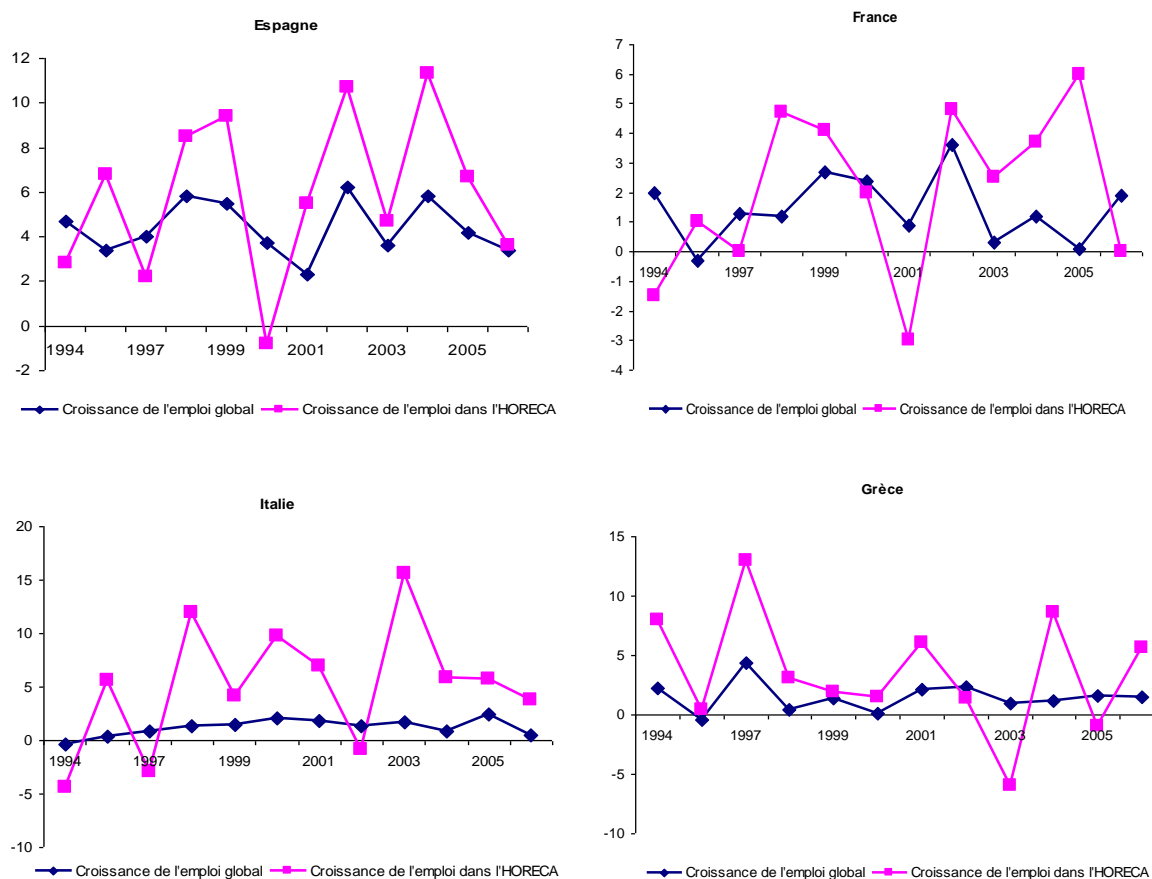 Espagne
12
10
8
6
4
2
0
-2
1994 1997 1999 2001 2003 2005
Croissance de l'emploi global Croissance de l'emploi dans l'HORECA
France
7
6
5
4
3
2
1
0
-1
-2
-3
-4
1994 1997 1999 2001 2003 2005
Croissance de l'emploi global Croissance de l'emploi dans l'HORECA
Italie
20
15
10
5
0
-5
-10
1994 1997 1999 2001 2003 2005
Croissance de l'emploi global Croissance de l'emploi dans l'HORECA
Grèce
15
10
5
0
-5
-10
1994 1997 1999 2001 2003 2005
Croissance de l'emploi global Croissance de l'emploi dans l'HORECA